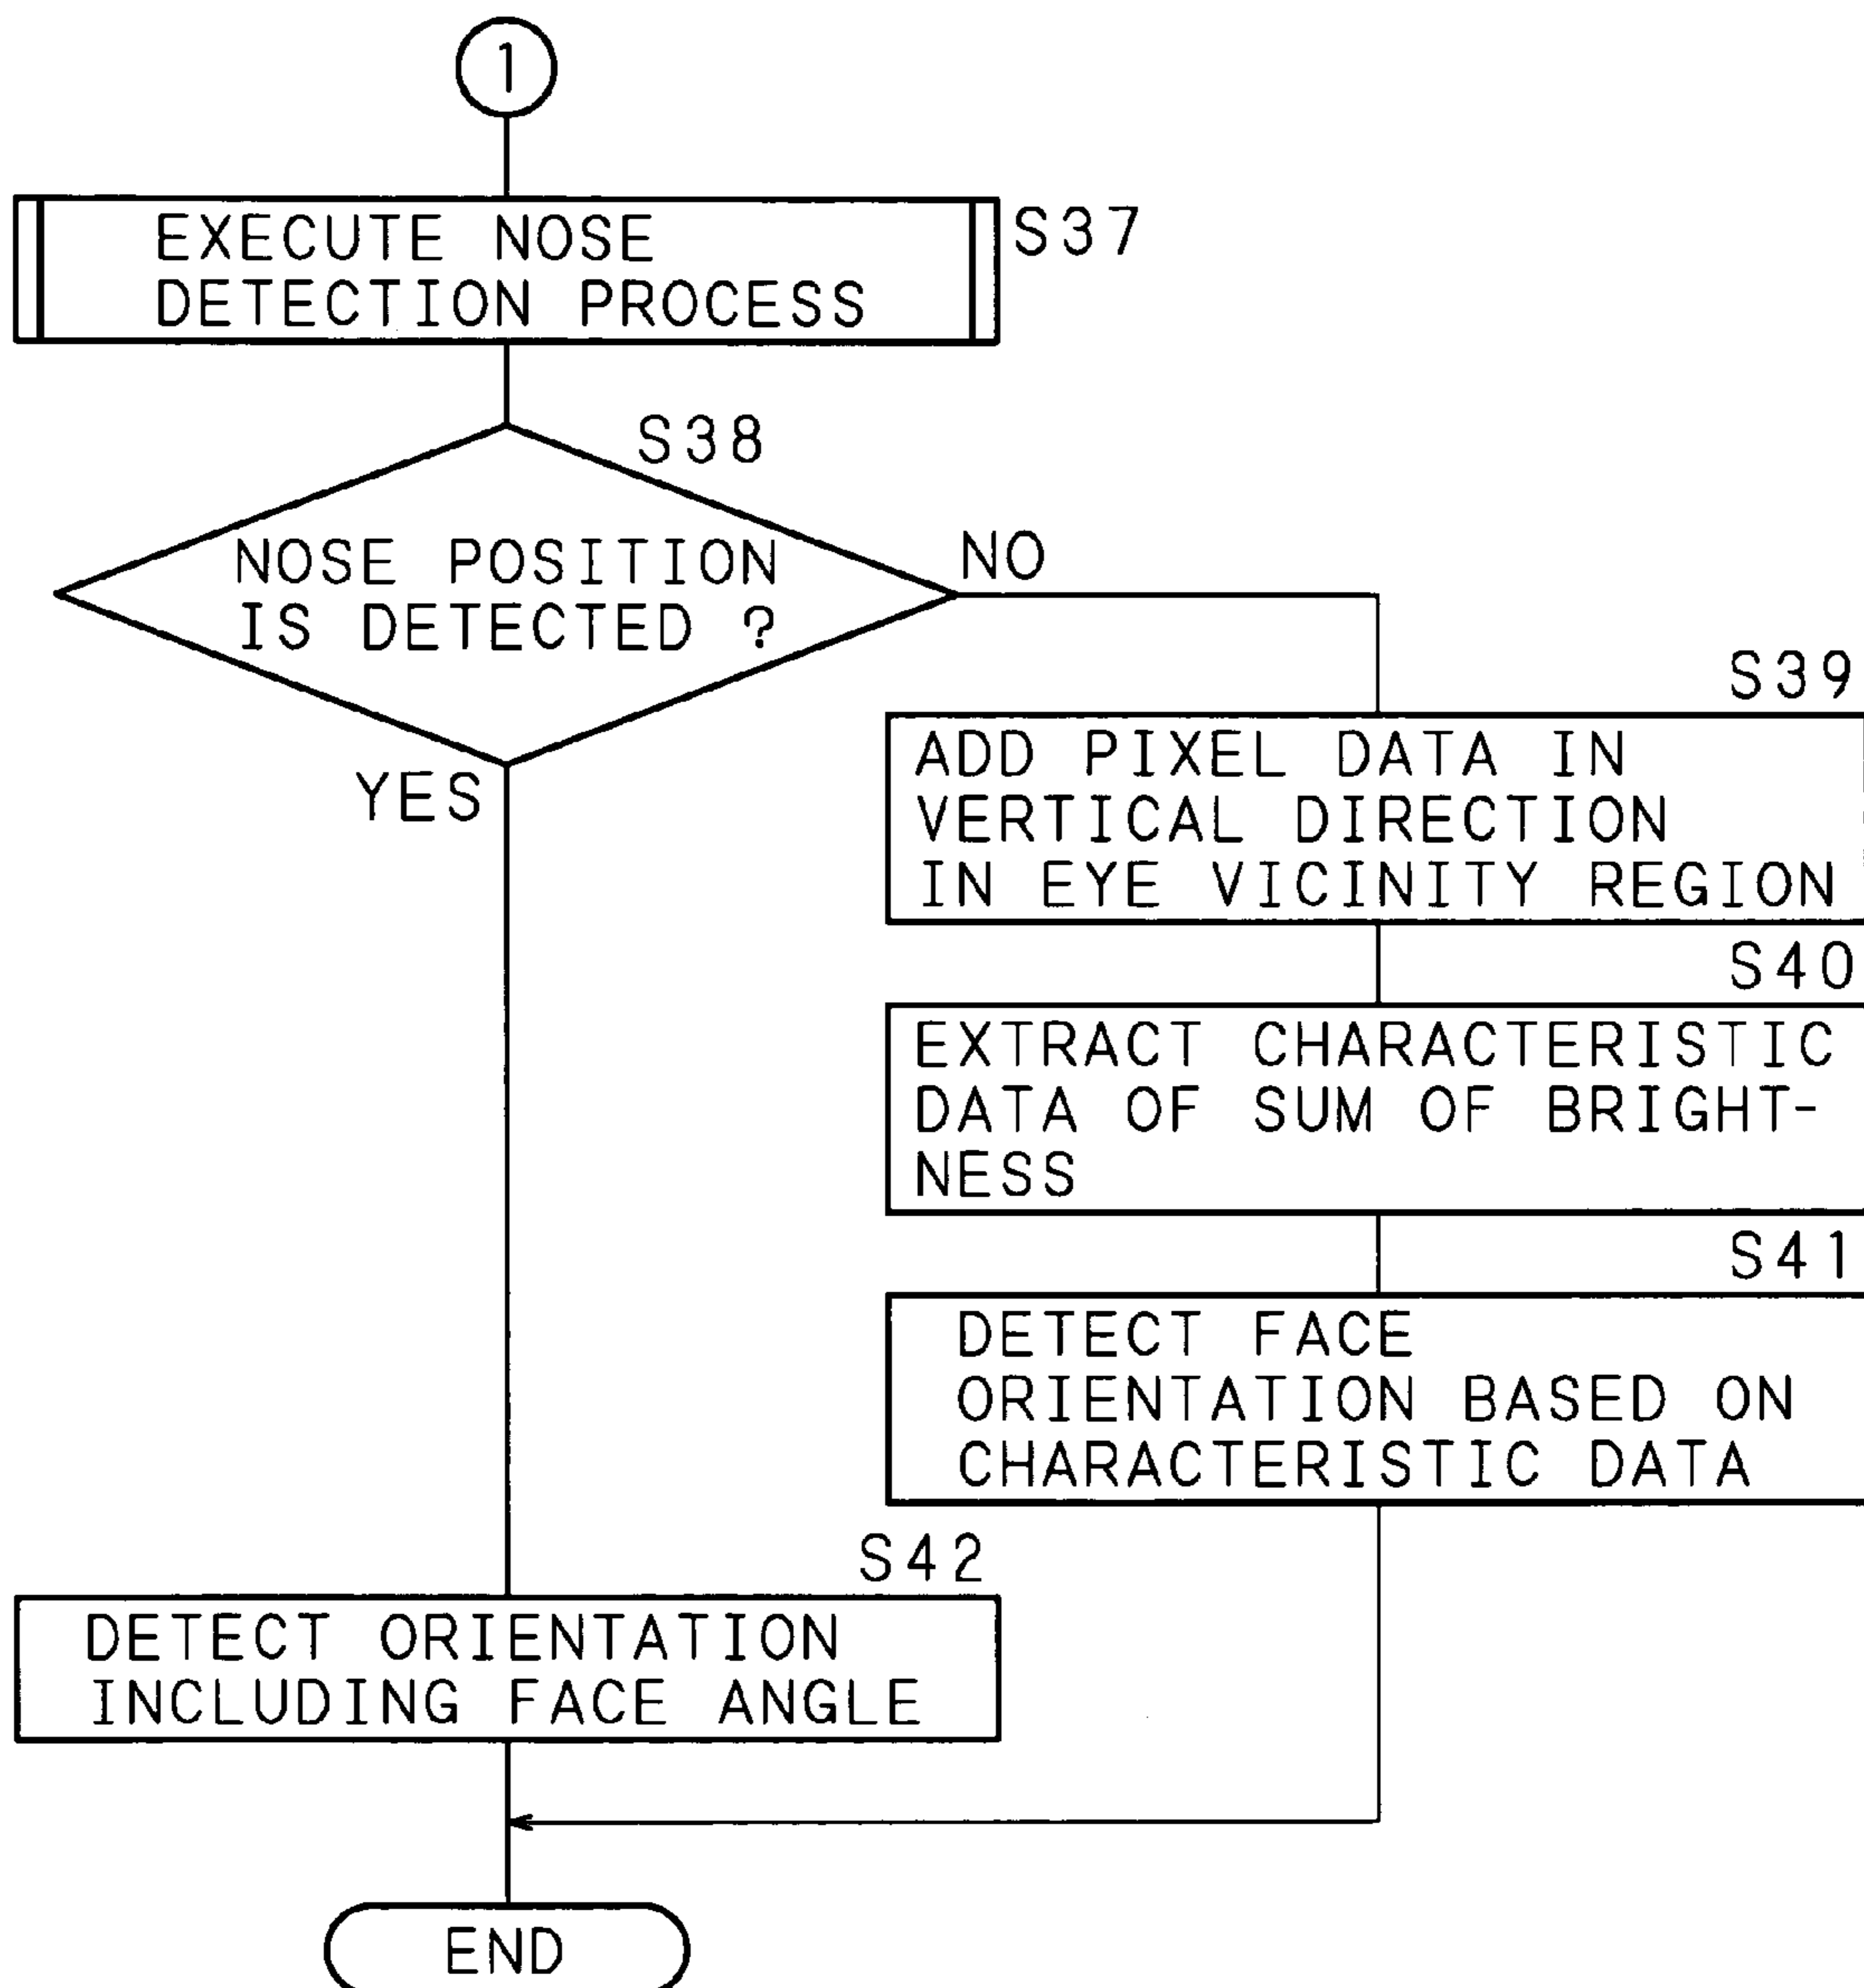 1
EXECUTE NOSE
DETECTION PROCESS
S37
S38
NOSE POSITION
IS DETECTED ?
NO
YES
S39
ADD PIXEL DATA IN
VERTICAL DIRECTION
IN EYE VICINITY REGION
S40
EXTRACT CHARACTERISTIC
DATA OF SUM OF BRIGHT-
NESS
S41
DETECT FACE
ORIENTATION BASED ON
CHARACTERISTIC DATA
S42
DETECT ORIENTATION
INCLUDING FACE ANGLE
END